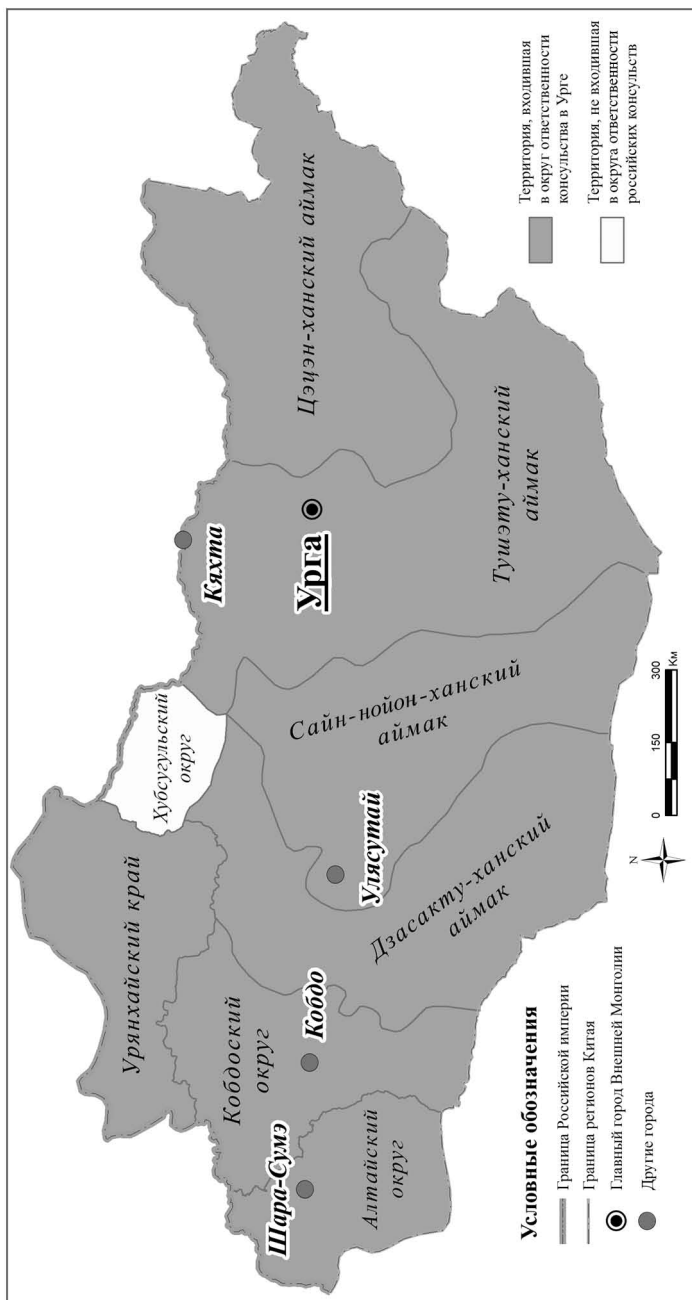 Урянхайский край
Хубсугульский
округ
Кяхта
Цэцэн-ханский аймак
Шара-Сумэ
Кобдоский
округ
Кобдо
Алтайский
округ
Улясутай
Урга
Сайн-нойон-ханский
аймак
Дзасакту-ханский
аймак
Тушэту-ханский
аймак
Условные обозначения
Граница Российской империи
Граница регионов Китая
Главный город Внешней Монголии
Другие города
N
0 150 300
Км
Территория, входившая
в округ ответственности
консульства в Урге
Территория, не входившая
в округа ответственности
российских консульств